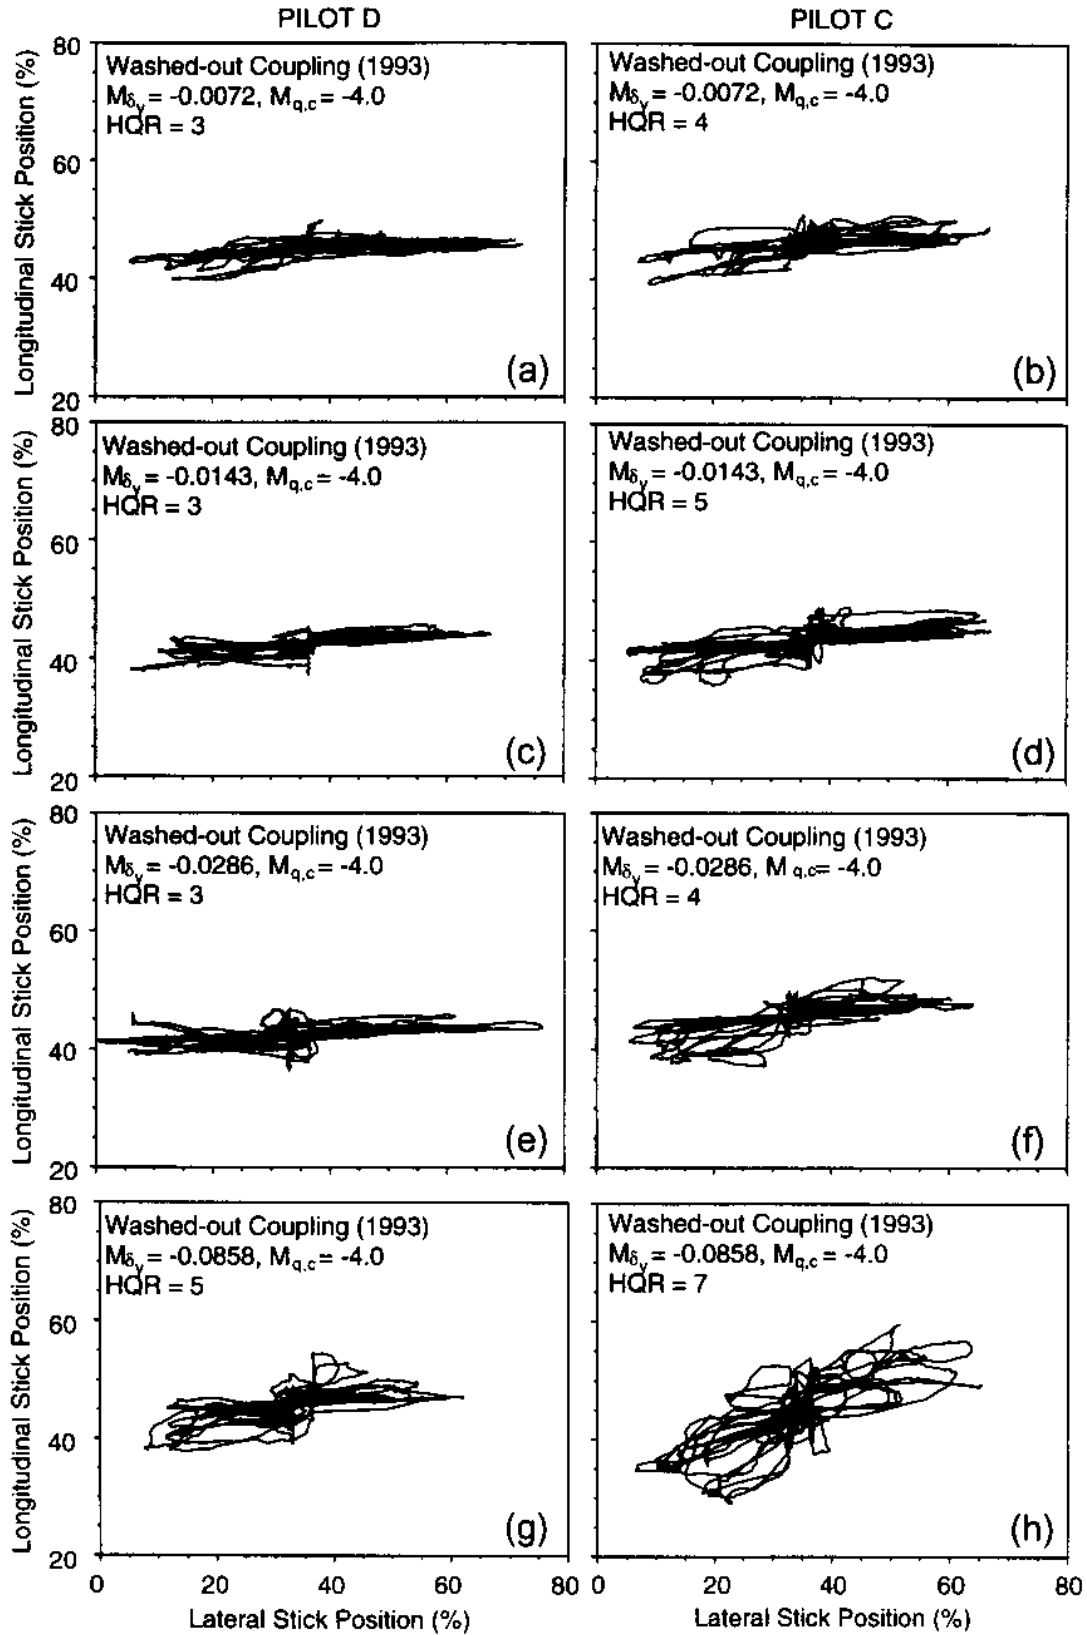 PILOT D
PILOT C
Longitudinal Stick Position (%)
80
60
40
20
Washed-out Coupling (1993)
Mδy = -0.0072, Mq,c = -4.0
HQR = 3
(a)
Washed-out Coupling (1993)
Mδy = -0.0072, Mq,c = -4.0
HQR = 4
(b)
Longitudinal Stick Position (%)
80
60
40
20
Washed-out Coupling (1993)
Mδy = -0.0143, Mq,c = -4.0
HQR = 3
(c)
Washed-out Coupling (1993)
Mδy = -0.0143, Mq,c = -4.0
HQR = 5
(d)
Longitudinal Stick Position (%)
80
60
40
20
Washed-out Coupling (1993)
Mδy = -0.0286, Mq,c = -4.0
HQR = 3
(e)
Washed-out Coupling (1993)
Mδy = -0.0286, M q,c= -4.0
HQR = 4
(f)
Longitudinal Stick Position (%)
80
60
40
20
Washed-out Coupling (1993)
Mδy = -0.0858, Mq,c = -4.0
HQR = 5
(g)
Washed-out Coupling (1993)
Mδy = -0.0858, Mq,c = -4.0
HQR = 7
(h)
0 20 40 60 80
0 20 40 60 80
Lateral Stick Position (%)
Lateral Stick Position (%)